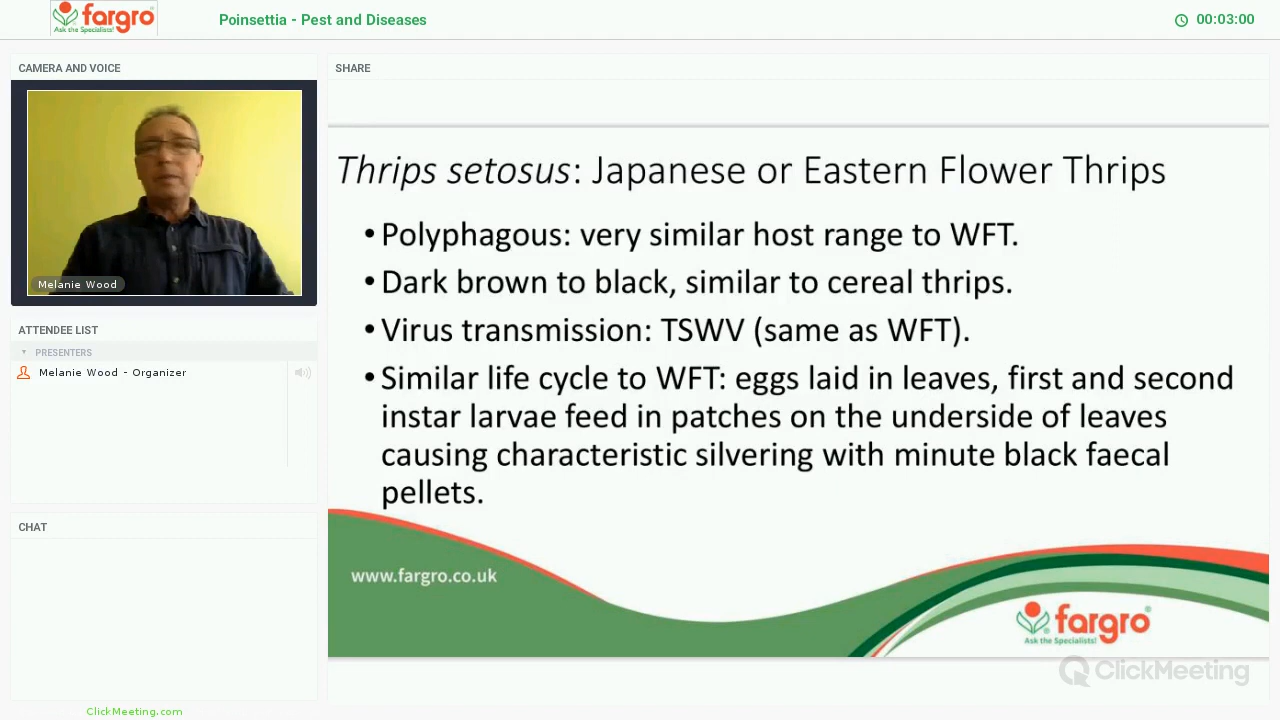 fargro
Ask the Specialists!
Poinsettia - Pest and Diseases
00:03:00
CAMERA AND VOICE
Melanie Wood
ATTENDEE LIST
PRESENTERS
Melanie Wood - Organizer
CHAT
ClickMeeting.com
SHARE
Thrips setosus: Japanese or Eastern Flower Thrips
• Polyphagous: very similar host range to WFT.
• Dark brown to black, similar to cereal thrips.
• Virus transmission: TSWV (same as WFT).
• Similar life cycle to WFT: eggs laid in leaves, first and second
instar larvae feed in patches on the underside of leaves
causing characteristic silvering with minute black faecal
pellets.
www.fargro.co.uk
fargro
Ask the Specialists!
ClickMeeting